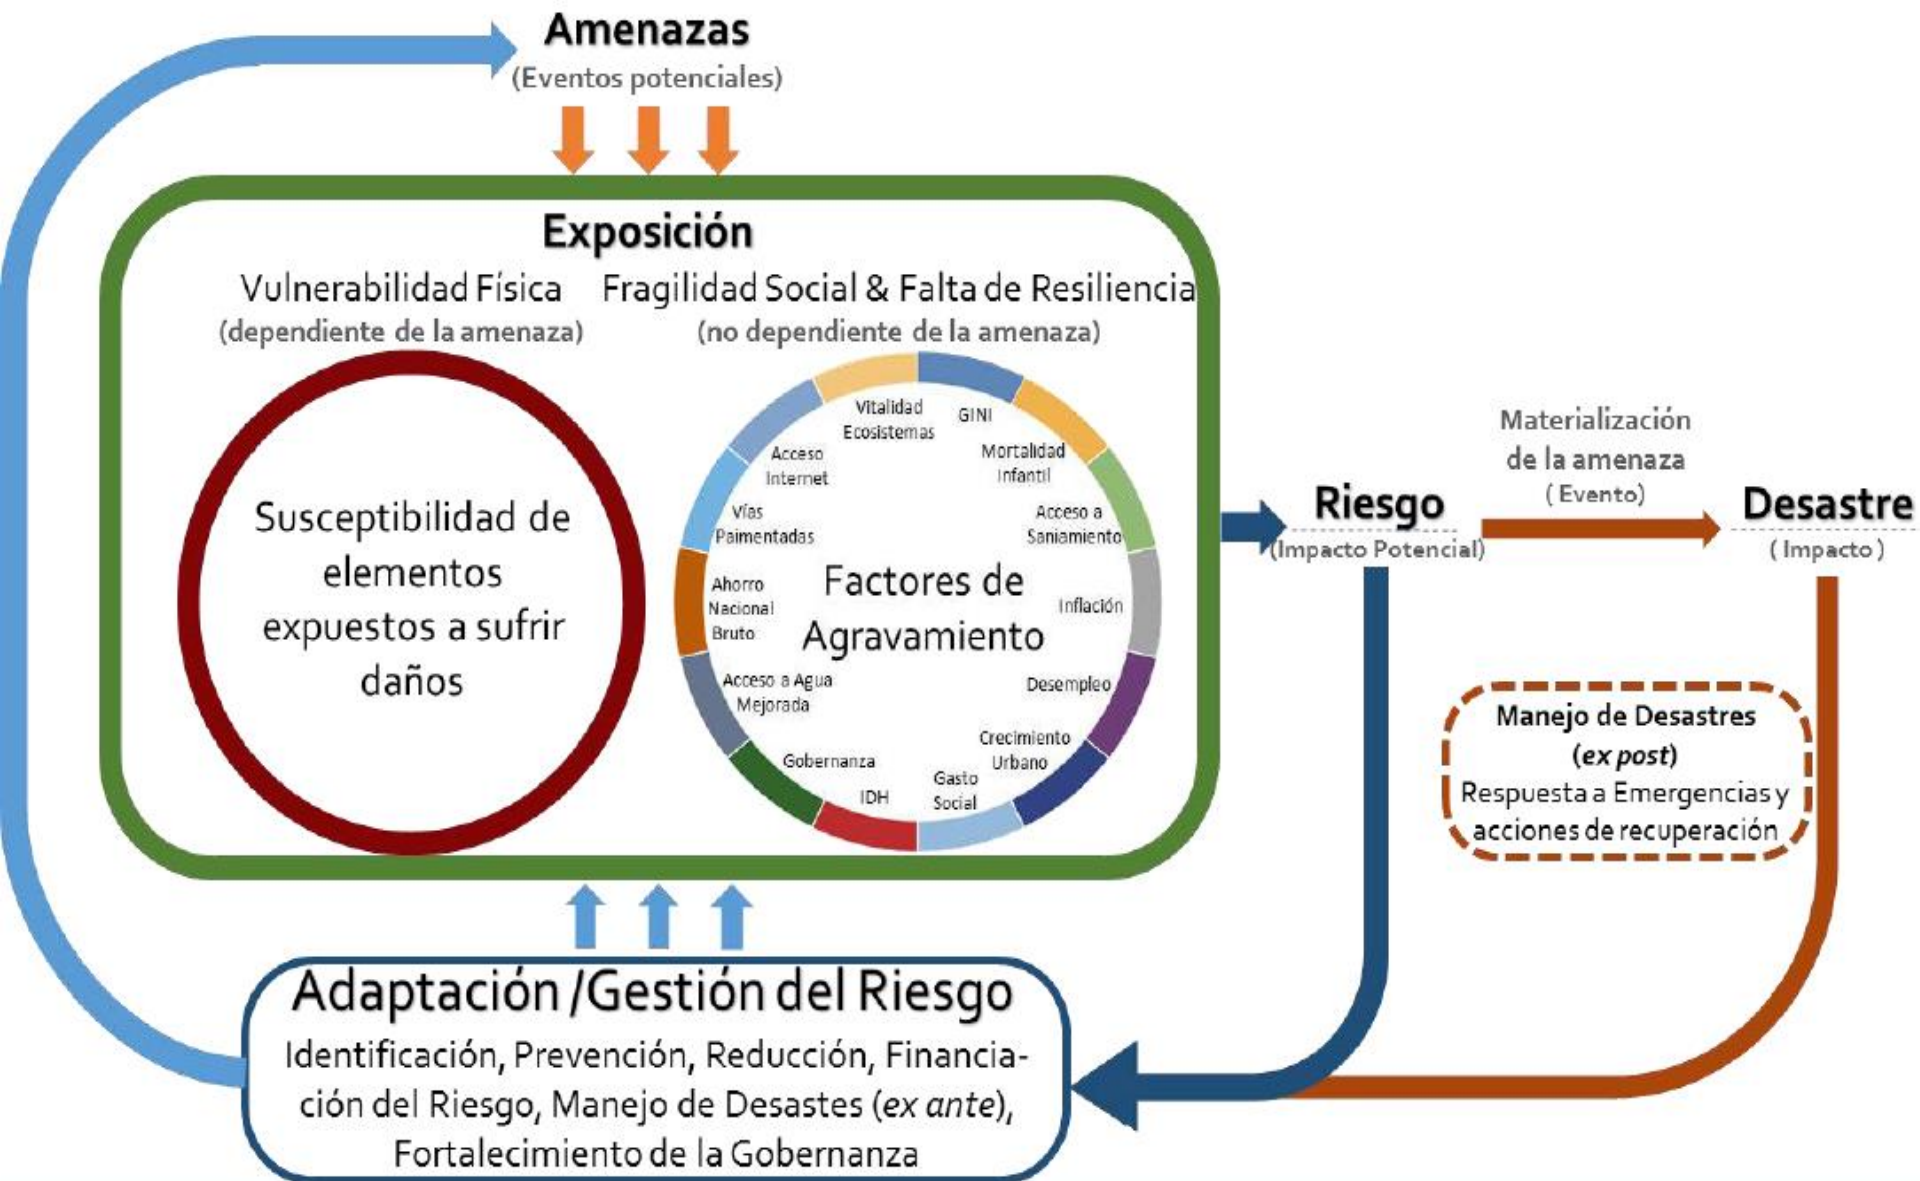 Amenazas
(Eventos potenciales)
Exposición
Vulnerabilidad Física
(dependiente de la amenaza)
Fragilidad Social & Falta de Resiliencia
(no dependiente de la amenaza)
Susceptibilidad de
elementos
expuestos a sufrir
daños
Vitalidad
Ecosistemas
GINI
Mortalidad
Infantil
Acceso a
Saniamiento
Inflación
Desempleo
Crecimiento
Urbano
Gasto
Social
IDH
Gobernanza
Acceso a Agua
Mejorada
Ahorro
Nacional
Bruto
Vías
Paimentadas
Acceso
Internet
Factores de
Agravamiento
Riesgo
(Impacto Potencial)
Materialización
de la amenaza
( Evento)
Desastre
( Impacto )
Manejo de Desastres
(ex post)
Respuesta a Emergencias y
acciones de recuperación
Adaptación /Gestión del Riesgo
Identificación, Prevención, Reducción, Financia-
ción del Riesgo, Manejo de Desastes (ex ante),
Fortalecimiento de la Gobernanza